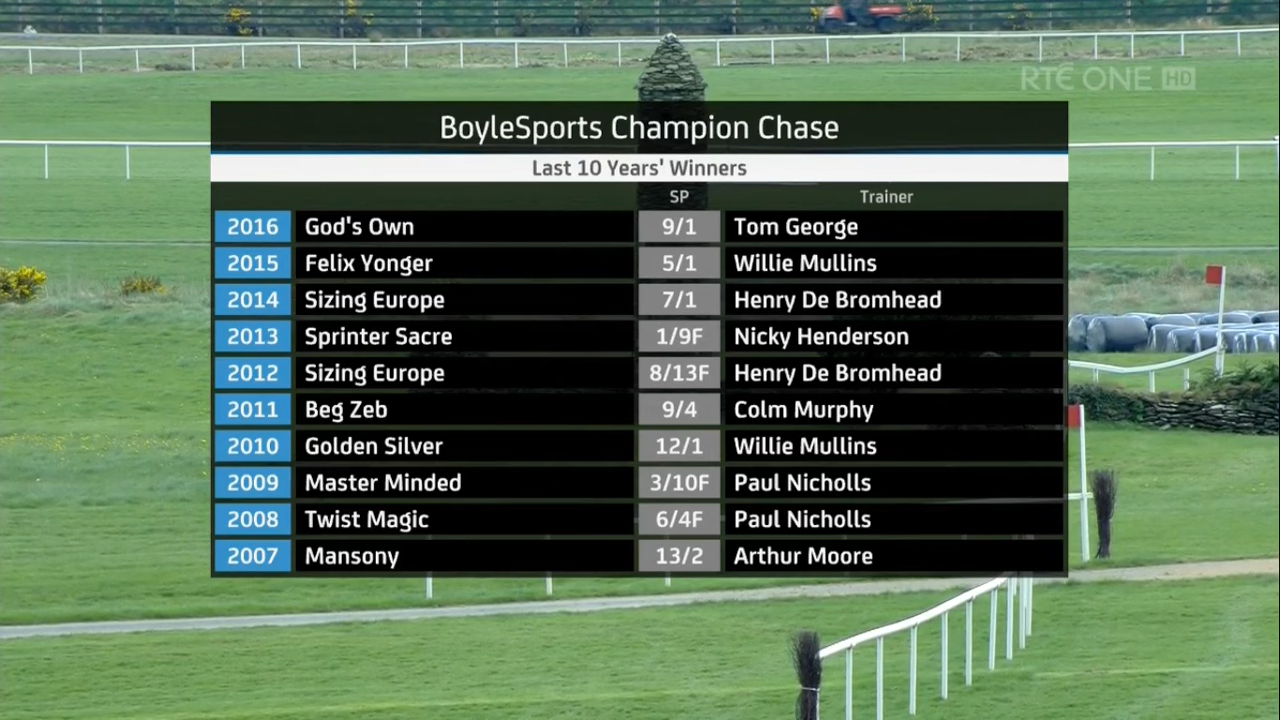 RTÉ ONE HD
BoyleSports Champion Chase
Last 10 Years' Winners
SP Trainer
2016 God's Own 9/1 Tom George
2015 Felix Yonger 5/1 Willie Mullins
2014 Sizing Europe 7/1 Henry De Bromhead
2013 Sprinter Sacre 1/9F Nicky Henderson
2012 Sizing Europe 8/13F Henry De Bromhead
2011 Beg Zeb 9/4 Colm Murphy
2010 Golden Silver 12/1 Willie Mullins
2009 Master Minded 3/10F Paul Nicholls
2008 Twist Magic 6/4F Paul Nicholls
2007 Mansony 13/2 Arthur Moore